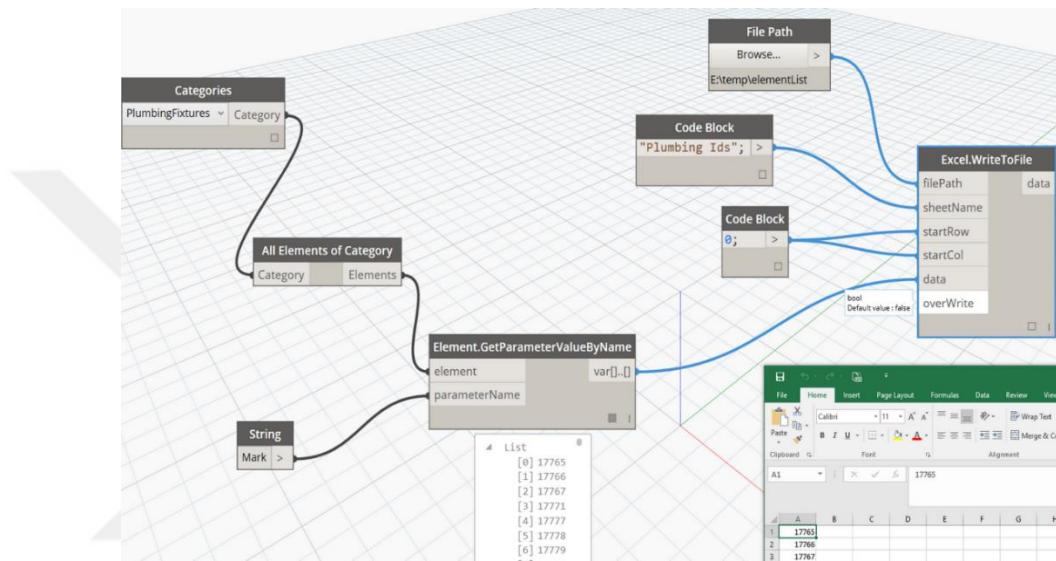 File Path
Browse... >
E:\temp\elementList
Categories
PlumbingFixtures Category
Code Block
"Plumbing Ids"; >
Excel.WriteToFile
filePath data
sheetName
startRow
startCol
data
overWrite
Code Block
0; >
bool
Default value : false
All Elements of Category
Category Elements
Element.GetParameterValueByName
element var[]..[]
parameterName
String
Mark >
List
[0] 17765
[1] 17766
[2] 17767
[3] 17771
[4] 17777
[5] 17778
[6] 17779
File Home Insert Page Layout Formulas Data Review View
Paste
Calibri 11 A A
Wrap Text
B I U A
Merge & C
Clipboard Font Alignment
A1 fx 17765
A B C D E F G H
1 17765
2 17766
3 17767